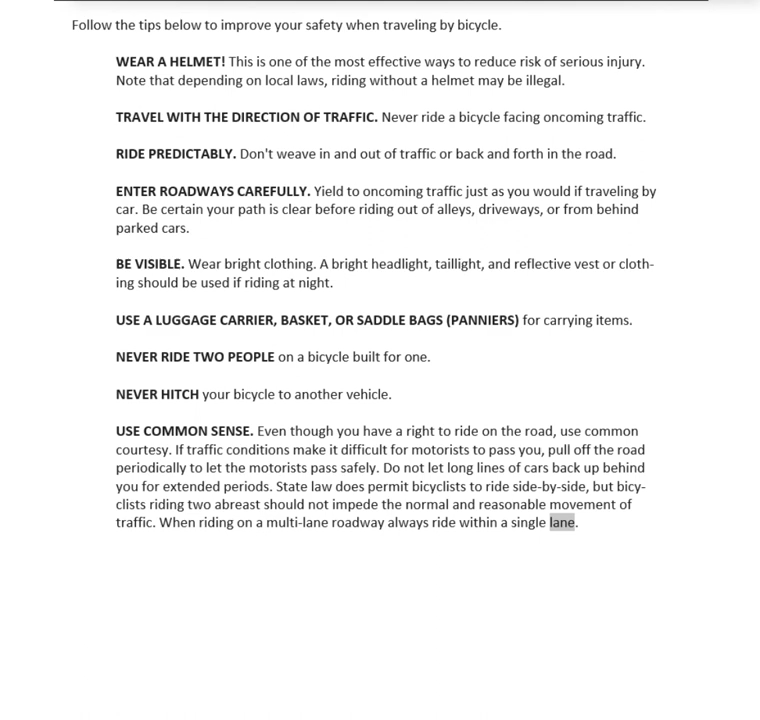 Follow the tips below to improve your safety when traveling by bicycle.
WEAR A HELMET! This is one of the most effective ways to reduce risk of serious injury.
Note that depending on local laws, riding without a helmet may be illegal.
TRAVEL WITH THE DIRECTION OF TRAFFIC. Never ride a bicycle facing oncoming traffic.
RIDE PREDICTABLY. Don't weave in and out of traffic or back and forth in the road.
ENTER ROADWAYS CAREFULLY. Yield to oncoming traffic just as you would if traveling by
car. Be certain your path is clear before riding out of alleys, driveways, or from behind
parked cars.
BE VISIBLE. Wear bright clothing. A bright headlight, taillight, and reflective vest or cloth-
ing should be used if riding at night.
USE A LUGGAGE CARRIER, BASKET, OR SADDLE BAGS (PANNIERS) for carrying items.
NEVER RIDE TWO PEOPLE on a bicycle built for one.
NEVER HITCH your bicycle to another vehicle.
USE COMMON SENSE. Even though you have a right to ride on the road, use common
courtesy. If traffic conditions make it difficult for motorists to pass you, pull off the road
periodically to let the motorists pass safely. Do not let long lines of cars back up behind
you for extended periods. State law does permit bicyclists to ride side-by-side, but bicy-
clists riding two abreast should not impede the normal and reasonable movement of
traffic. When riding on a multi-lane roadway always ride within a single lane.